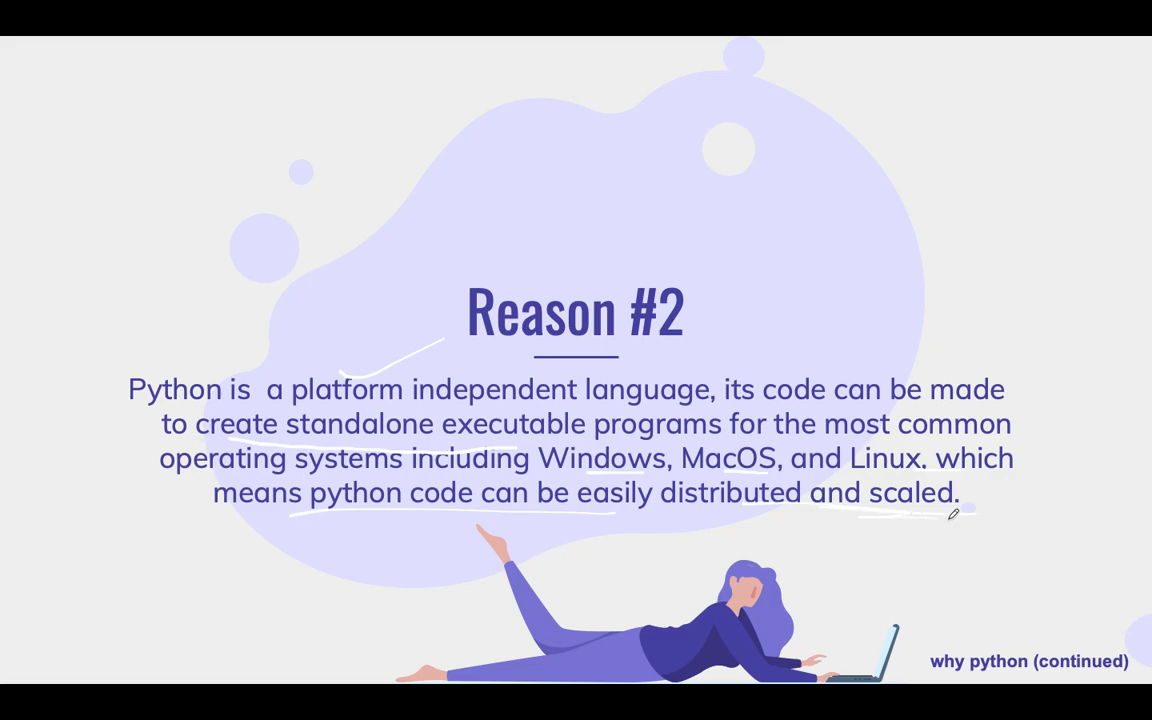 Reason #2
Python is  a platform independent language, its code can be made
to create standalone executable programs for the most common
operating systems including Windows, MacOS, and Linux, which
means python code can be easily distributed and scaled.
why python (continued)